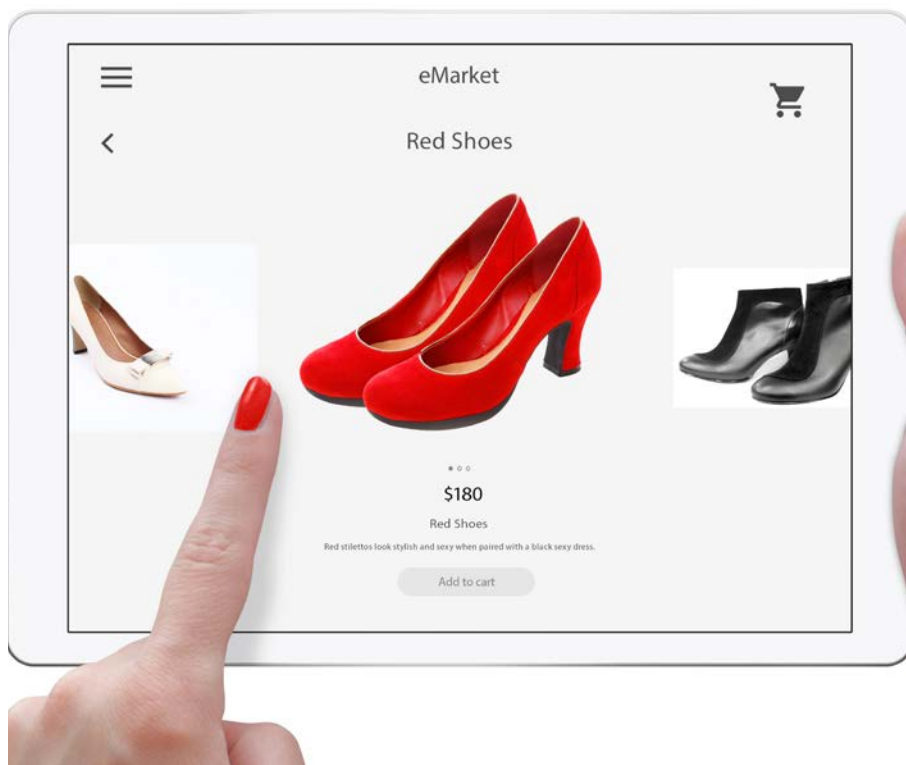 eMarket
Red Shoes
$180
Red Shoes
Red stilettos look stylish and sexy when paired with a black sexy dress.
Add to cart